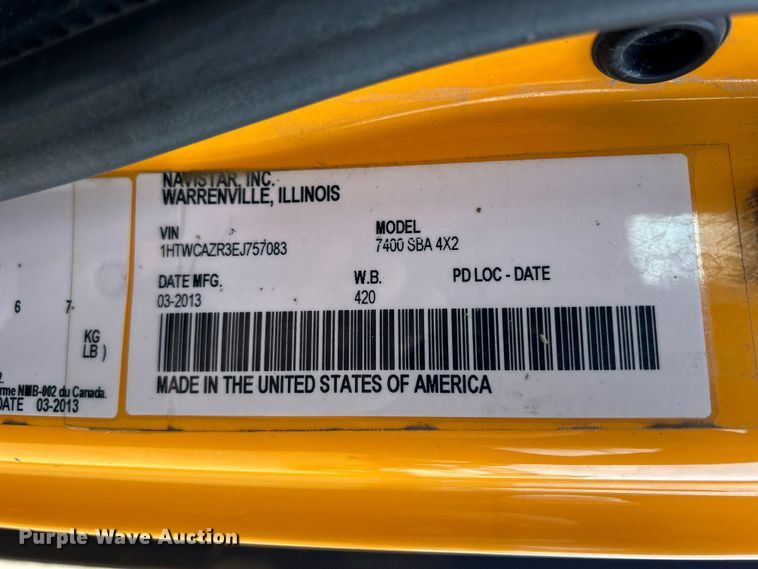 NAVISTAR, INC.
WARRENVILLE, ILLINOIS
VIN MODEL
1HTWCAZR3EJ757083 7400 SBA 4X2
DATE MFG. W.B. PD LOC - DATE
03-2013 420
MADE IN THE UNITED STATES OF AMERICA
6 7
KG
LB )
2.
rme NMB-002 du Canada.
DATE 03-2013
Purple Wave Auction